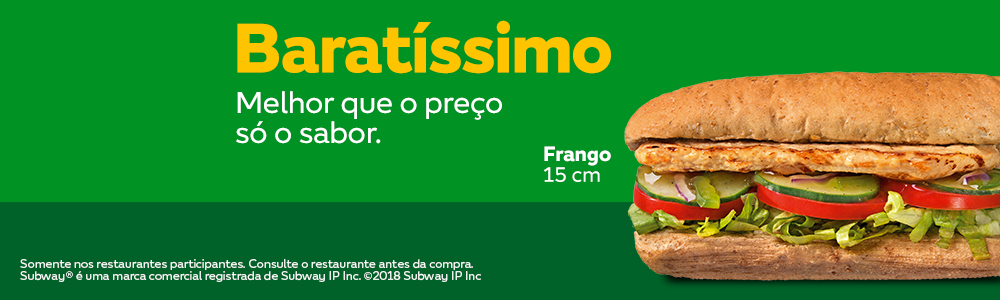 Baratíssimo
Melhor que o preço
só o sabor.
Frango
15 cm
Somente nos restaurantes participantes. Consulte o restaurante antes da compra.
Subway® é uma marca comercial registrada de Subway IP Inc. ©2018 Subway IP Inc